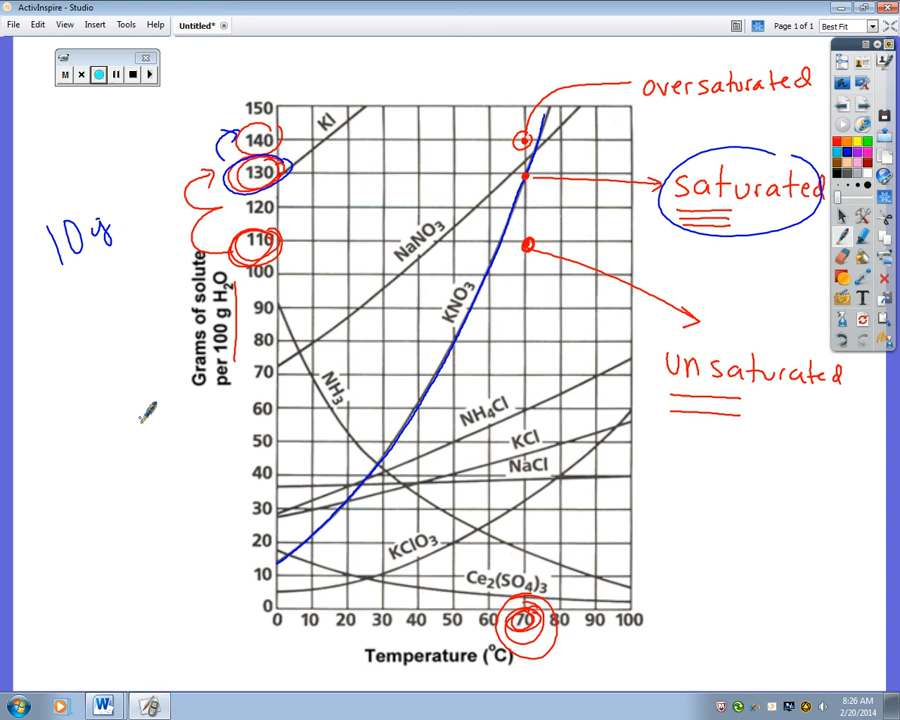 ActivInspire - Studio
File Edit View Insert Tools Help Untitled* Page 1 of 1 Best Fit
oversaturated
150
140
130
120
110
100
90
80
70
60
50
40
30
20
10
0
10g
Grams of solute
per 100 g H₂O
KI
NaNO₃
KNO₃
NH₃
NH₄Cl
KCl
NaCl
KClO₃
Ce₂(SO₄)₃
saturated
unsaturated
0 10 20 30 40 50 60 70 80 90 100
Temperature (°C)
8:26 AM
2/20/2014